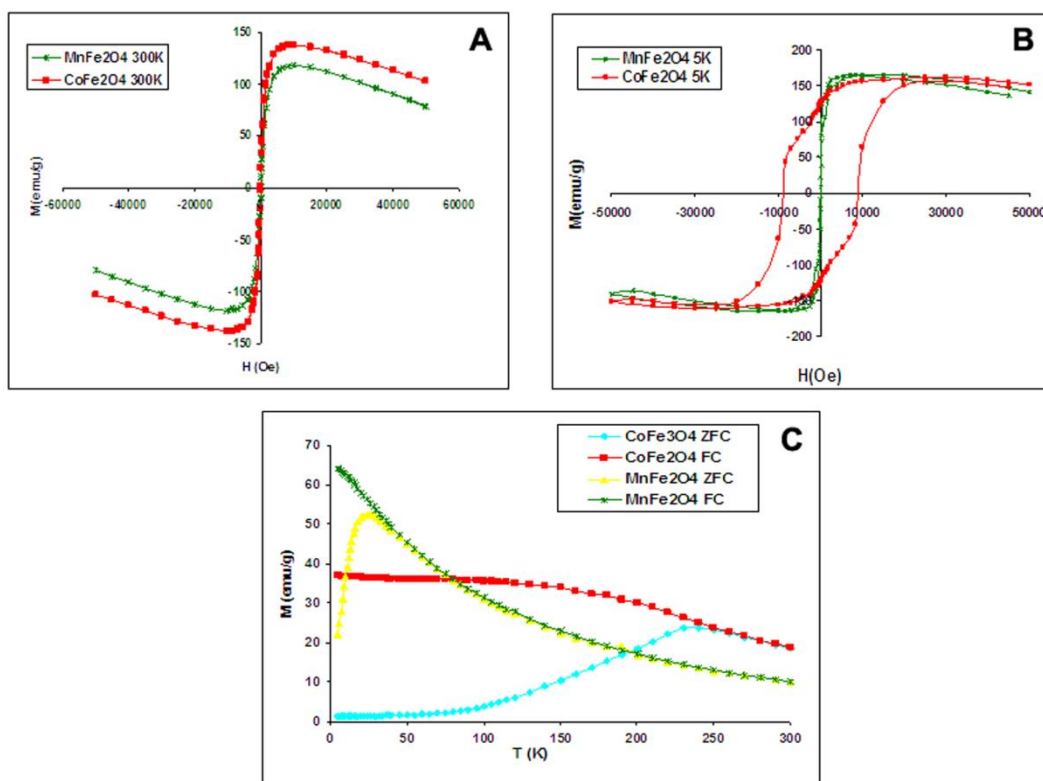 A
MnFe2O4 300K
CoFe2O4 300K
M(emu/g)
150
100
50
0
-50
-100
-150
-60000 -40000 -20000 0 20000 40000 60000
H (Oe)
B
MnFe2O4 5K
CoFe2O4 5K
M(emu/g)
200
150
100
50
0
-50
-100
-150
-200
-50000 -30000 -10000 10000 30000 50000
H(Oe)
C
CoFe3O4 ZFC
CoFe2O4 FC
MnFe2O4 ZFC
MnFe2O4 FC
M (emu/g)
70
60
50
40
30
20
10
0
0 50 100 150 200 250 300
T (K)